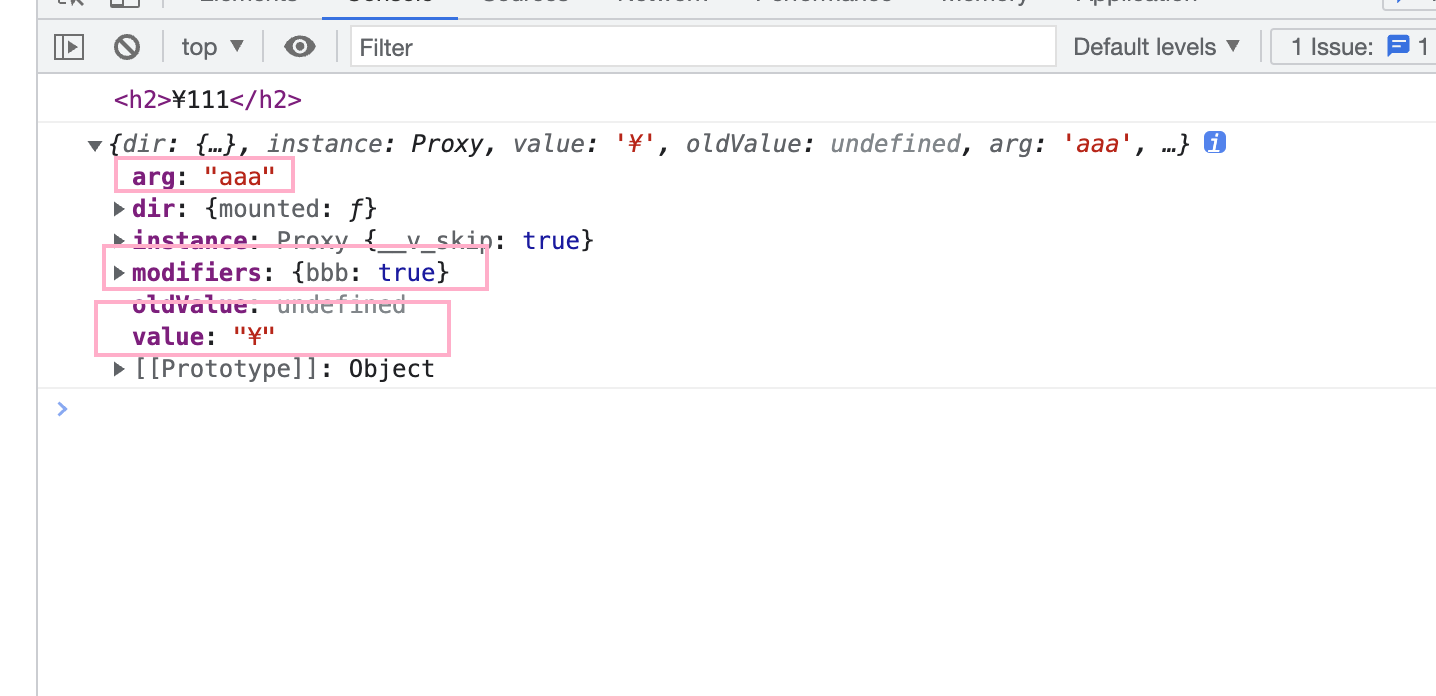 Elements Console Sources Network Performance Memory Application
top ▼ Filter Default levels ▼ 1 Issue: 1
<h2>¥111</h2>
▼{dir: {…}, instance: Proxy, value: '¥', oldValue: undefined, arg: 'aaa', …} i
arg: "aaa"
▶dir: {mounted: ƒ}
▶instance: Proxy {__v_skip: true}
▶modifiers: {bbb: true}
oldValue: undefined
value: "¥"
▶[[Prototype]]: Object
>